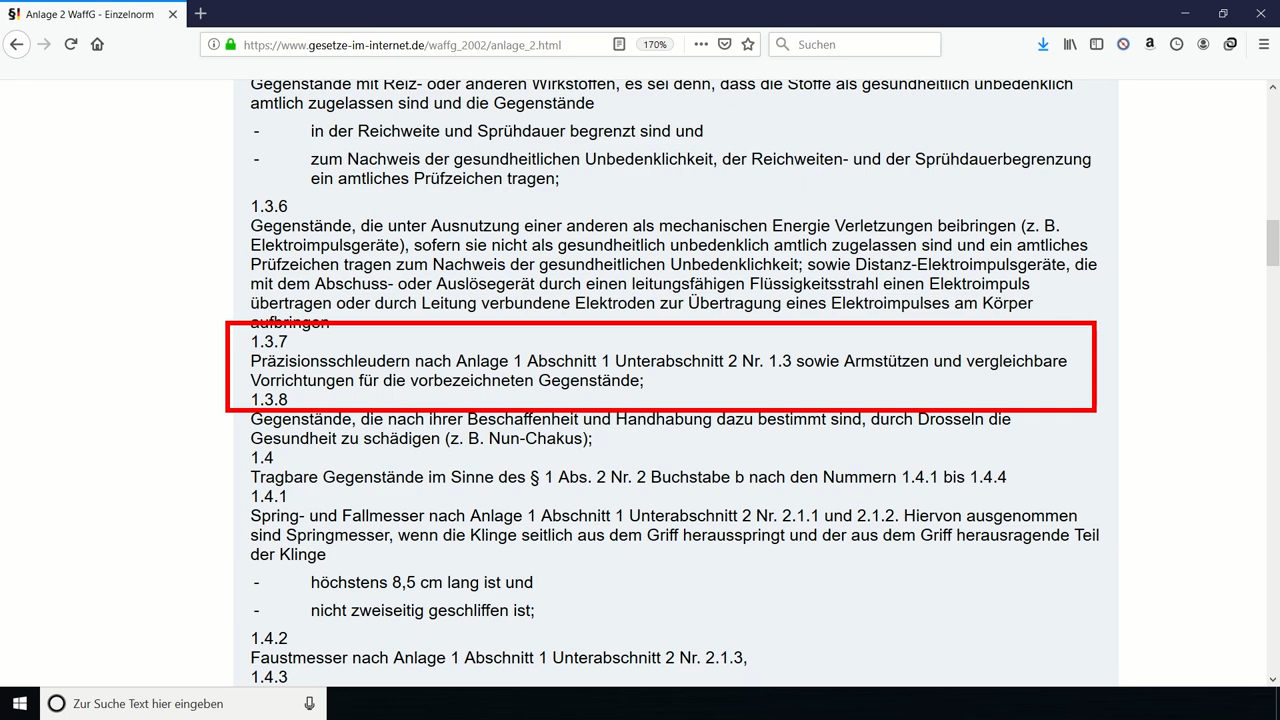 §! Anlage 2 WaffG - Einzelnorm
https://www.gesetze-im-internet.de/waffg_2002/anlage_2.html
170%
Suchen
Gegenstände mit Reiz- oder anderen Wirkstoffen, es sei denn, dass die Stoffe als gesundheitlich unbedenklich
amtlich zugelassen sind und die Gegenstände
- in der Reichweite und Sprühdauer begrenzt sind und
- zum Nachweis der gesundheitlichen Unbedenklichkeit, der Reichweiten- und der Sprühdauerbegrenzung
ein amtliches Prüfzeichen tragen;
1.3.6
Gegenstände, die unter Ausnutzung einer anderen als mechanischen Energie Verletzungen beibringen (z. B.
Elektroimpulsgeräte), sofern sie nicht als gesundheitlich unbedenklich amtlich zugelassen sind und ein amtliches
Prüfzeichen tragen zum Nachweis der gesundheitlichen Unbedenklichkeit; sowie Distanz-Elektroimpulsgeräte, die
mit dem Abschuss- oder Auslösegerät durch einen leitungsfähigen Flüssigkeitsstrahl einen Elektroimpuls
übertragen oder durch Leitung verbundene Elektroden zur Übertragung eines Elektroimpulses am Körper
aufbringen
1.3.7
Präzisionsschleudern nach Anlage 1 Abschnitt 1 Unterabschnitt 2 Nr. 1.3 sowie Armstützen und vergleichbare
Vorrichtungen für die vorbezeichneten Gegenstände;
1.3.8
Gegenstände, die nach ihrer Beschaffenheit und Handhabung dazu bestimmt sind, durch Drosseln die
Gesundheit zu schädigen (z. B. Nun-Chakus);
1.4
Tragbare Gegenstände im Sinne des § 1 Abs. 2 Nr. 2 Buchstabe b nach den Nummern 1.4.1 bis 1.4.4
1.4.1
Spring- und Fallmesser nach Anlage 1 Abschnitt 1 Unterabschnitt 2 Nr. 2.1.1 und 2.1.2. Hiervon ausgenommen
sind Springmesser, wenn die Klinge seitlich aus dem Griff herausspringt und der aus dem Griff herausragende Teil
der Klinge
- höchstens 8,5 cm lang ist und
- nicht zweiseitig geschliffen ist;
1.4.2
Faustmesser nach Anlage 1 Abschnitt 1 Unterabschnitt 2 Nr. 2.1.3,
1.4.3
Zur Suche Text hier eingeben